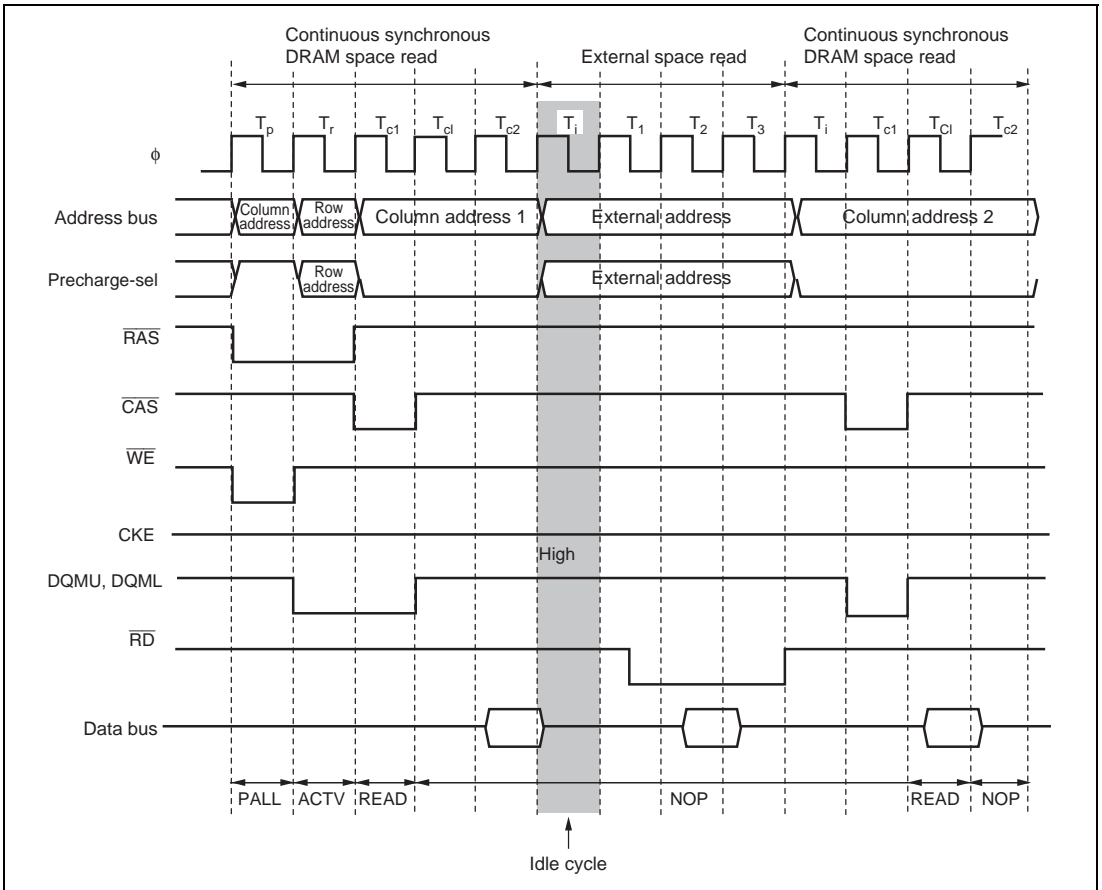 Continuous synchronous
DRAM space read
External space read
Continuous synchronous
DRAM space read
Tp Tr Tc1 Tcl Tc2 Ti T1 T2 T3 Ti Tc1 TCl Tc2
ϕ
Address bus
Column
address
Row
address
Column address 1
External address
Column address 2
Precharge-sel
Row
address
External address
RAS
CAS
WE
CKE
High
DQMU, DQML
RD
Data bus
PALL ACTV READ NOP READ NOP
Idle cycle